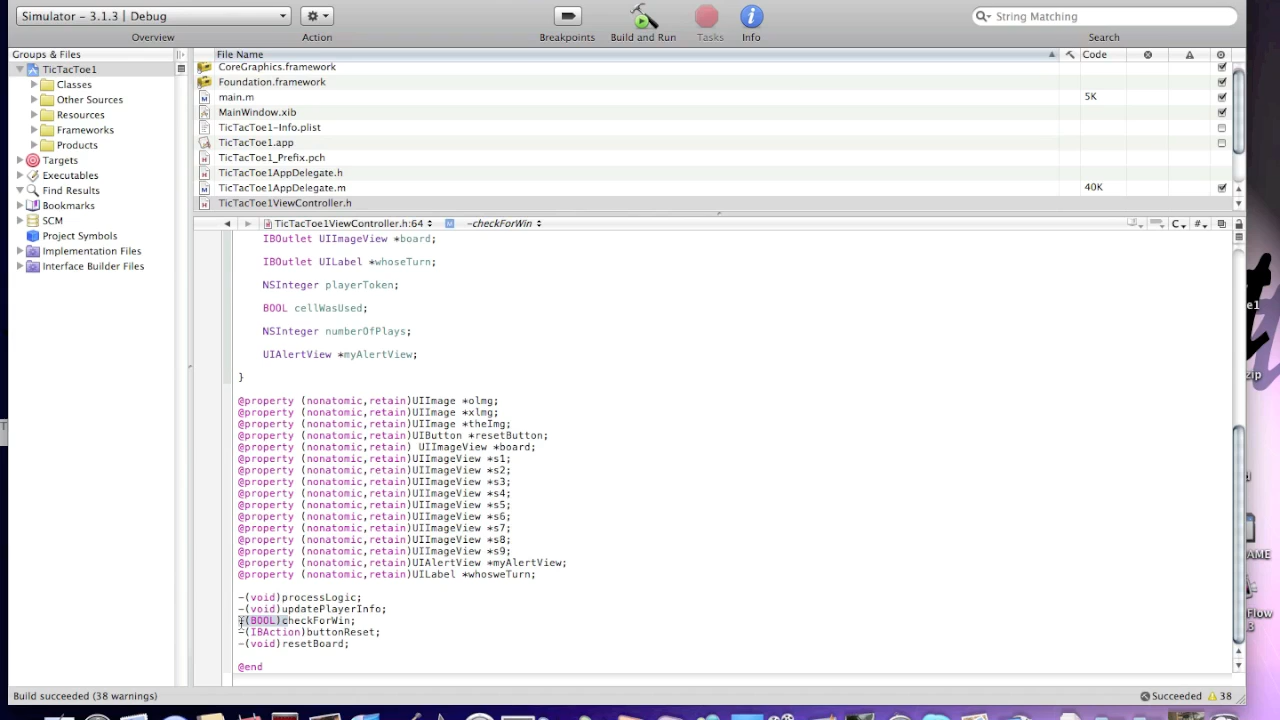 Simulator – 3.1.3 | Debug
String Matching
Overview
Action
Breakpoints
Build and Run
Tasks
Info
Search
Groups & Files
File Name
Code
TicTacToe1
CoreGraphics.framework
Classes
Foundation.framework
Other Sources
main.m
5K
Resources
MainWindow.xib
Frameworks
TicTacToe1-Info.plist
Products
TicTacToe1.app
Targets
TicTacToe1_Prefix.pch
Executables
TicTacToe1AppDelegate.h
Find Results
TicTacToe1AppDelegate.m
40K
Bookmarks
TicTacToe1ViewController.h
SCM
TicTacToe1ViewController.h:64
-checkForWin
C
#
Project Symbols
Implementation Files
Interface Builder Files
IBOutlet UIImageView *board;
IBOutlet UILabel *whoseTurn;
NSInteger playerToken;
BOOL cellWasUsed;
NSInteger numberOfPlays;
UIAlertView *myAlertView;
}
@property (nonatomic,retain)UIImage *oImg;
@property (nonatomic,retain)UIImage *xImg;
@property (nonatomic,retain)UIImage *theImg;
@property (nonatomic,retain)UIButton *resetButton;
@property (nonatomic,retain) UIImageView *board;
@property (nonatomic,retain)UIImageView *s1;
@property (nonatomic,retain)UIImageView *s2;
@property (nonatomic,retain)UIImageView *s3;
@property (nonatomic,retain)UIImageView *s4;
@property (nonatomic,retain)UIImageView *s5;
@property (nonatomic,retain)UIImageView *s6;
@property (nonatomic,retain)UIImageView *s7;
@property (nonatomic,retain)UIImageView *s8;
@property (nonatomic,retain)UIImageView *s9;
@property (nonatomic,retain)UIAlertView *myAlertView;
@property (nonatomic,retain)UILabel *whosweTurn;
-(void)processLogic;
-(void)updatePlayerInfo;
-(BOOL)checkForWin;
-(IBAction)buttonReset;
-(void)resetBoard;
@end
Build succeeded (38 warnings)
Succeeded
38
e1
zip
AME
Flow
3